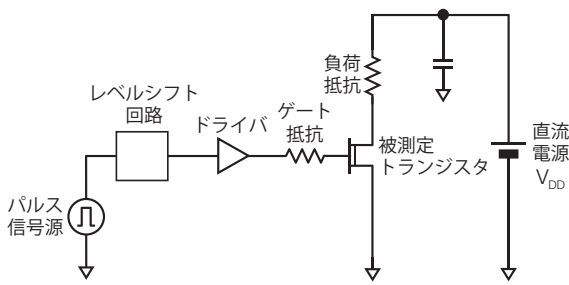 負荷
抵抗
レベルシフト
回路
ドライバ
ゲート
抵抗
被測定
トランジスタ
直流
電源
VDD
パルス
信号源